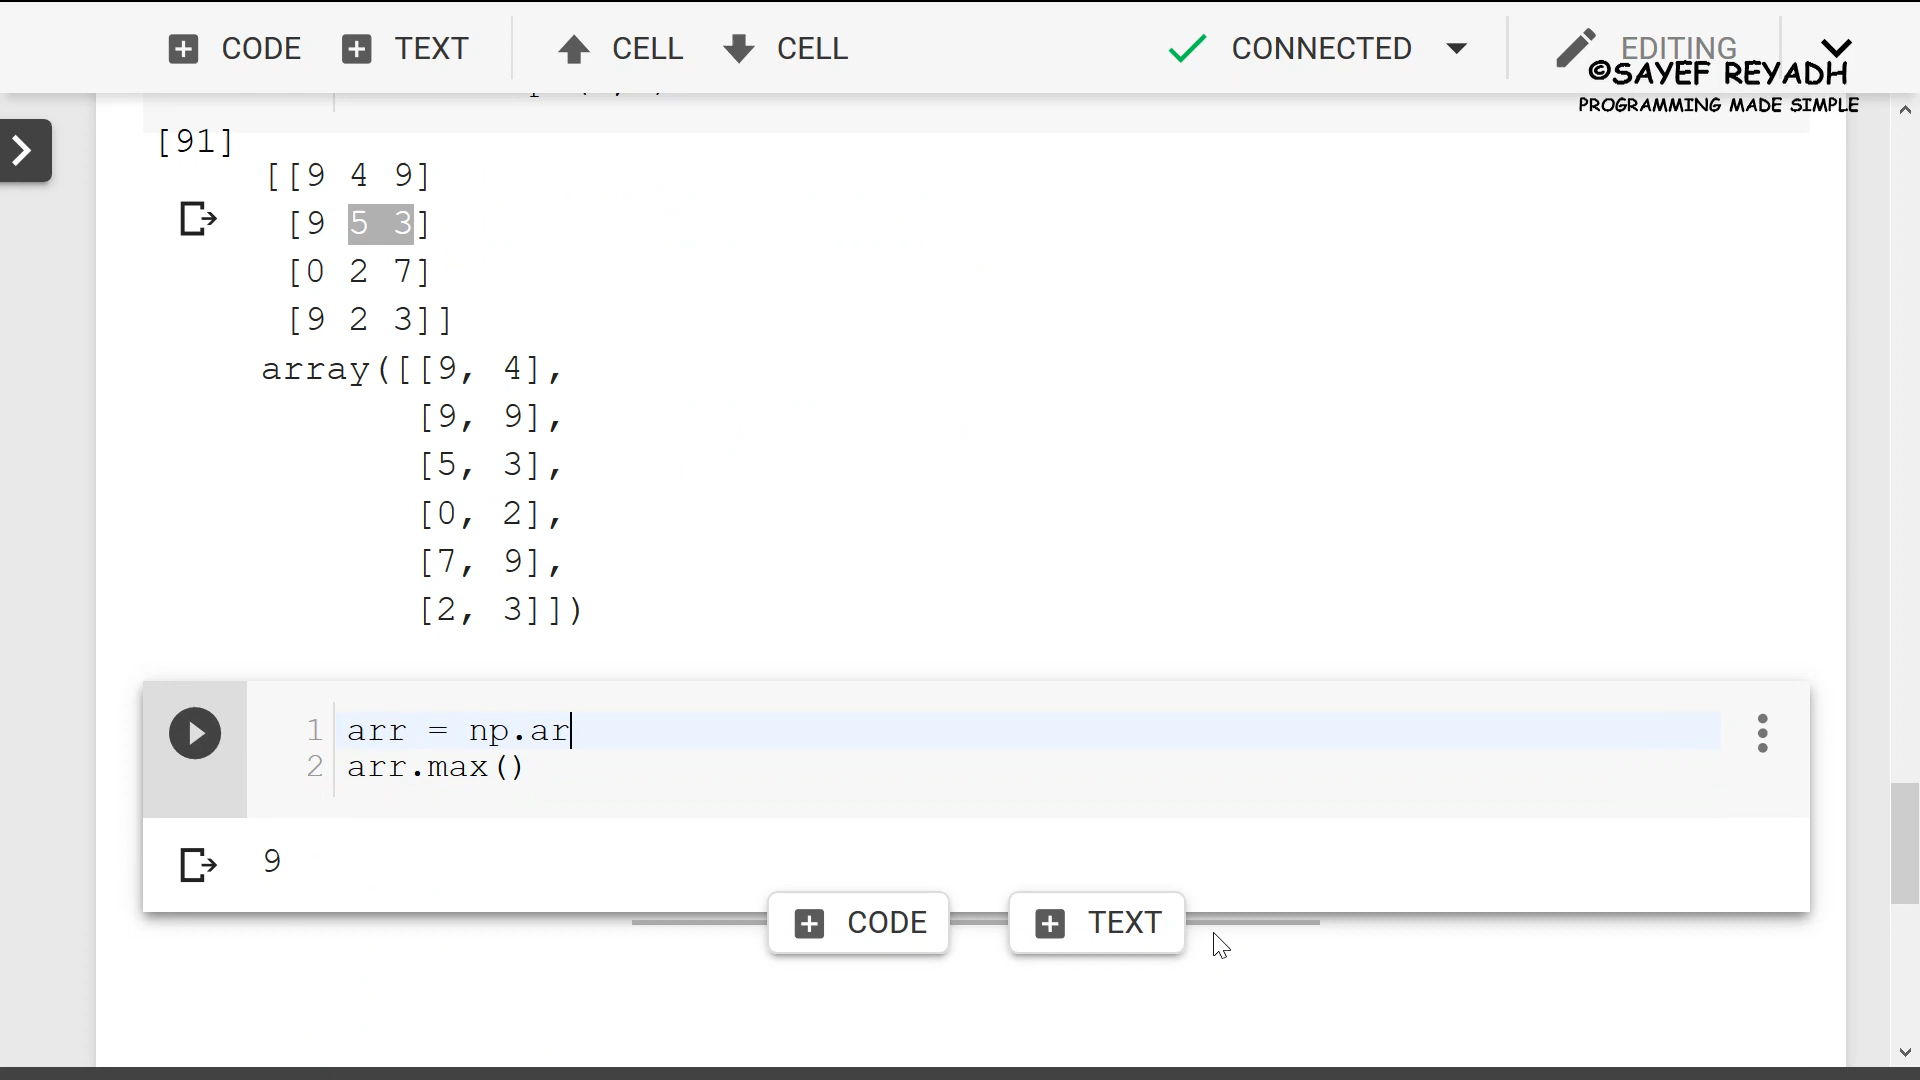 CODE TEXT CELL CELL CONNECTED EDITING
©SAYEF REYADH
PROGRAMMING MADE SIMPLE
[91]
[[9 4 9]
[9 5 3]
[0 2 7]
[9 2 3]]
array([[9, 4],
[9, 9],
[5, 3],
[0, 2],
[7, 9],
[2, 3]])
1 arr = np.ar
2 arr.max()
9
CODE TEXT